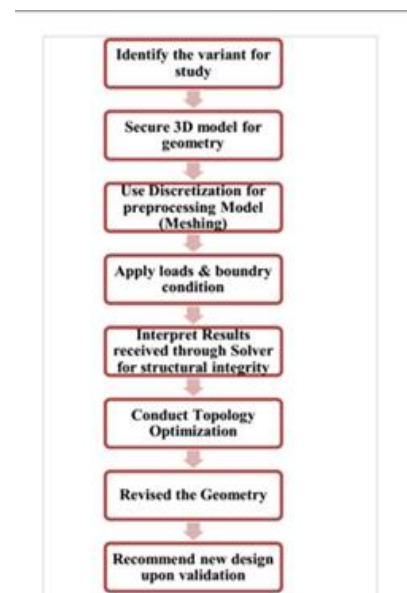 Identify the variant for
study
Secure 3D model for
geometry
Use Discretization for
preprocessing Model
(Meshing)
Apply loads & boundry
condition
Interpret Results
received through Solver
for structural integrity
Conduct Topology
Optimization
Revised the Geometry
Recommend new design
upon validation